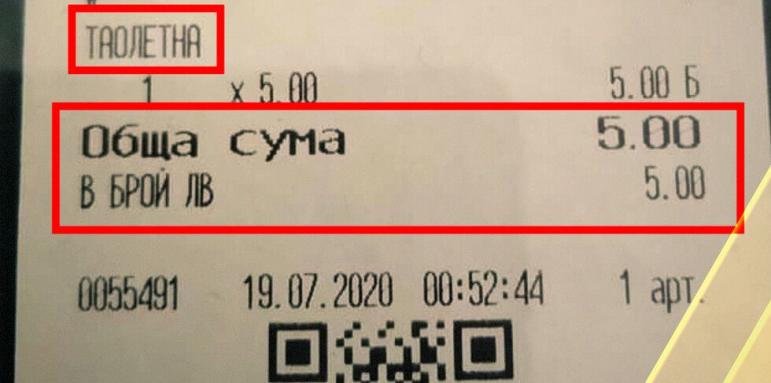 ТАОЛЕТНА
1 x 5.00 5.00 Б
Обща сума 5.00
В БРОЙ ЛВ 5.00
0055491 19.07.2020 00:52:44 1 арт.